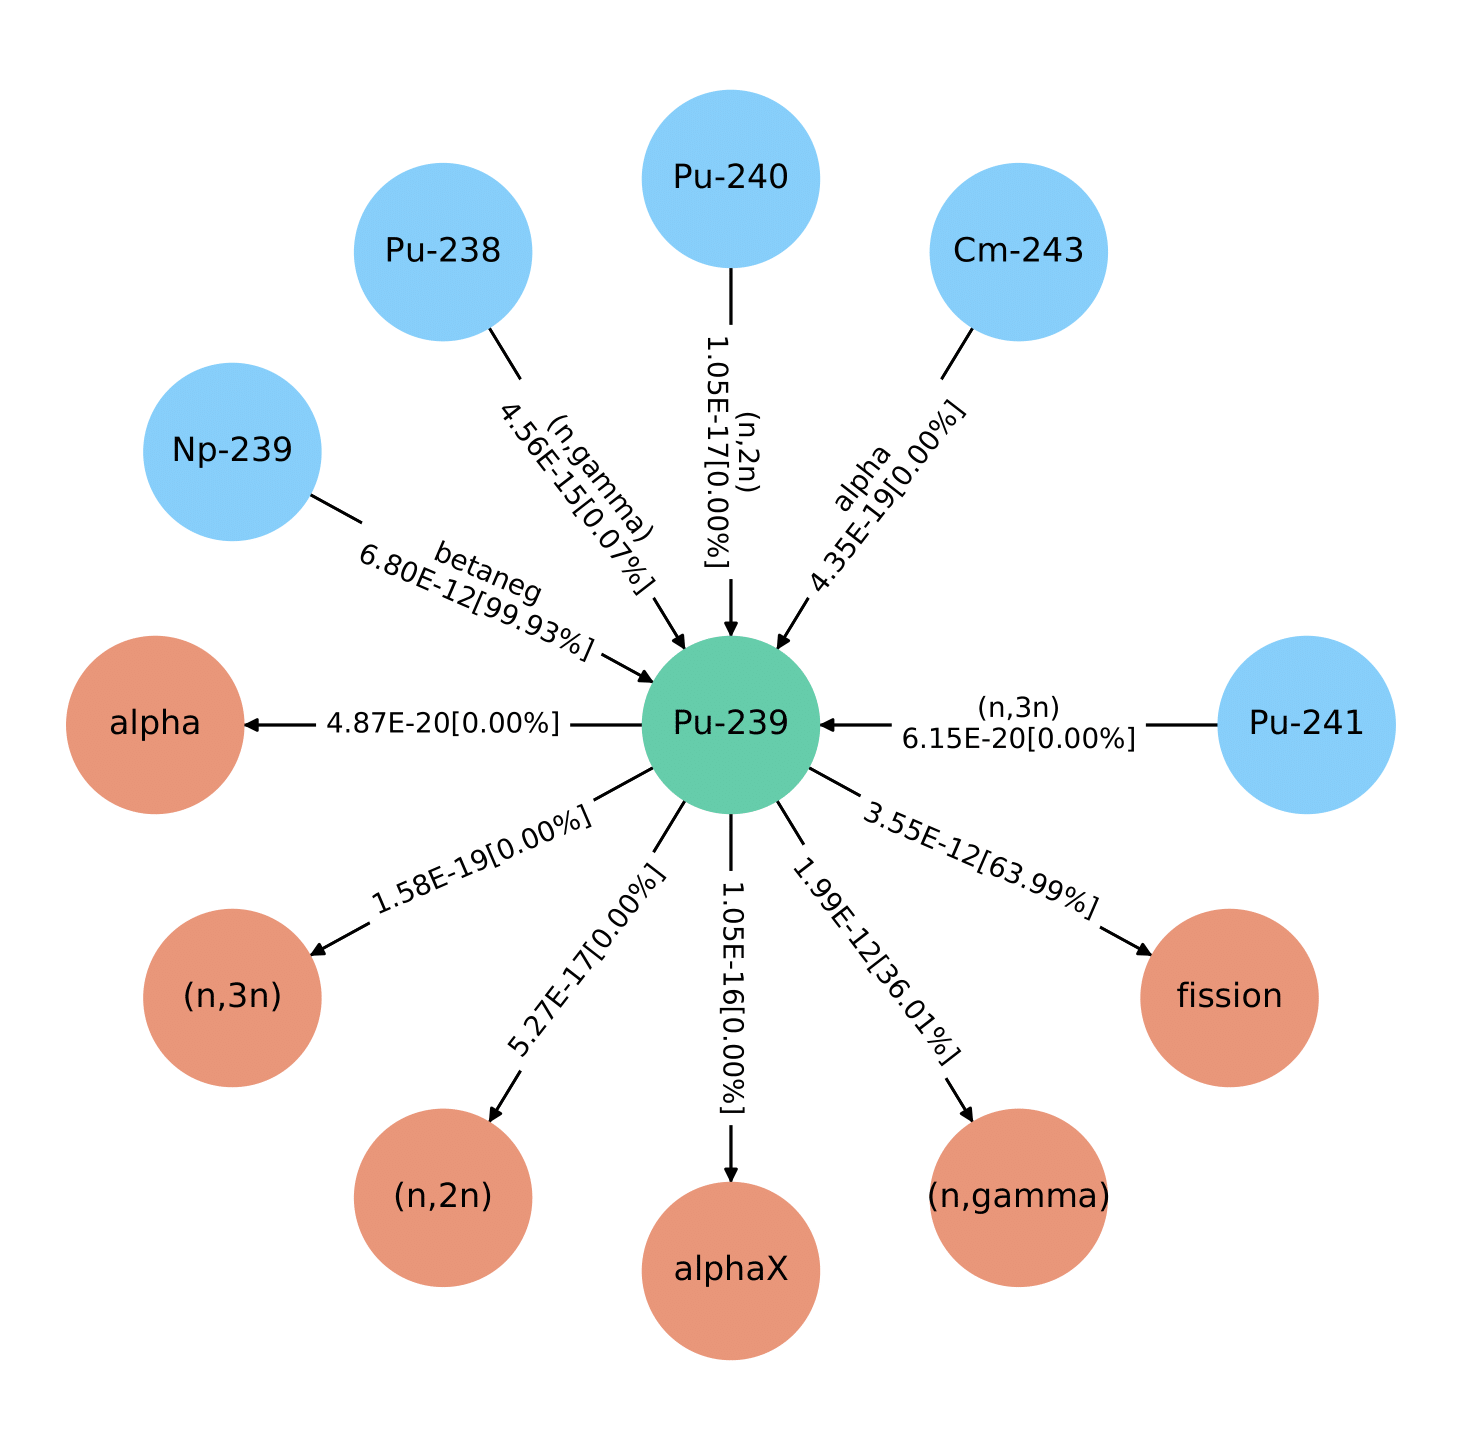 Pu-240
Pu-238
Cm-243
Np-239
(n,gamma)
4.56E-15[0.07%]
(n,2n)
1.05E-17[0.00%]
alpha
4.35E-19[0.00%]
betaneg
6.80E-12[99.93%]
alpha
4.87E-20[0.00%]
Pu-239
(n,3n)
6.15E-20[0.00%]
Pu-241
1.58E-19[0.00%]
5.27E-17[0.00%]
1.05E-16[0.00%]
1.99E-12[36.01%]
3.55E-12[63.99%]
(n,3n)
fission
(n,2n)
(n,gamma)
alphaX